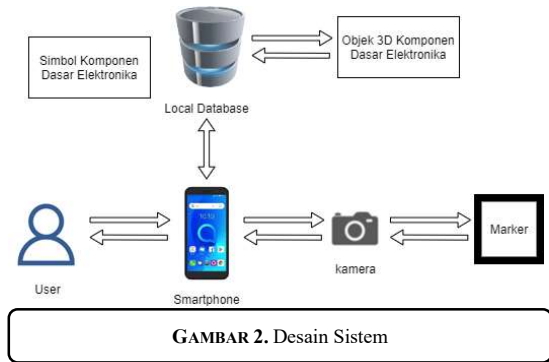 Simbol Komponen
Dasar Elektronika
Objek 3D Komponen
Dasar Elektronika
Local Database
User
Smartphone
kamera
Marker
GAMBAR 2. Desain Sistem